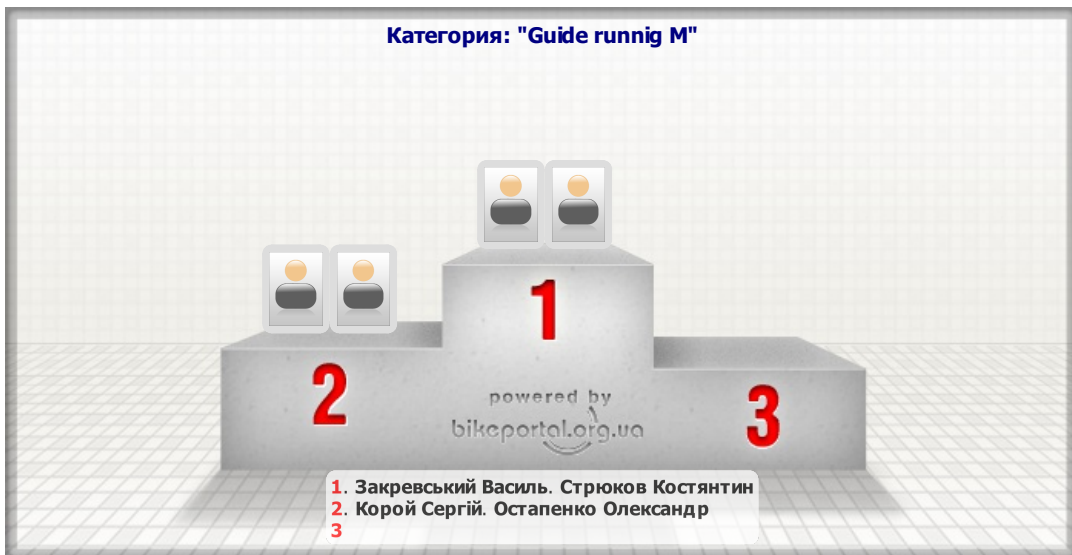 Категория: "Guide runnig M"
1
2
3
powered by
bikeportal.org.ua
1. Закревський Василь. Стрюков Костянтин
2. Корой Сергій. Остапенко Олександр
3